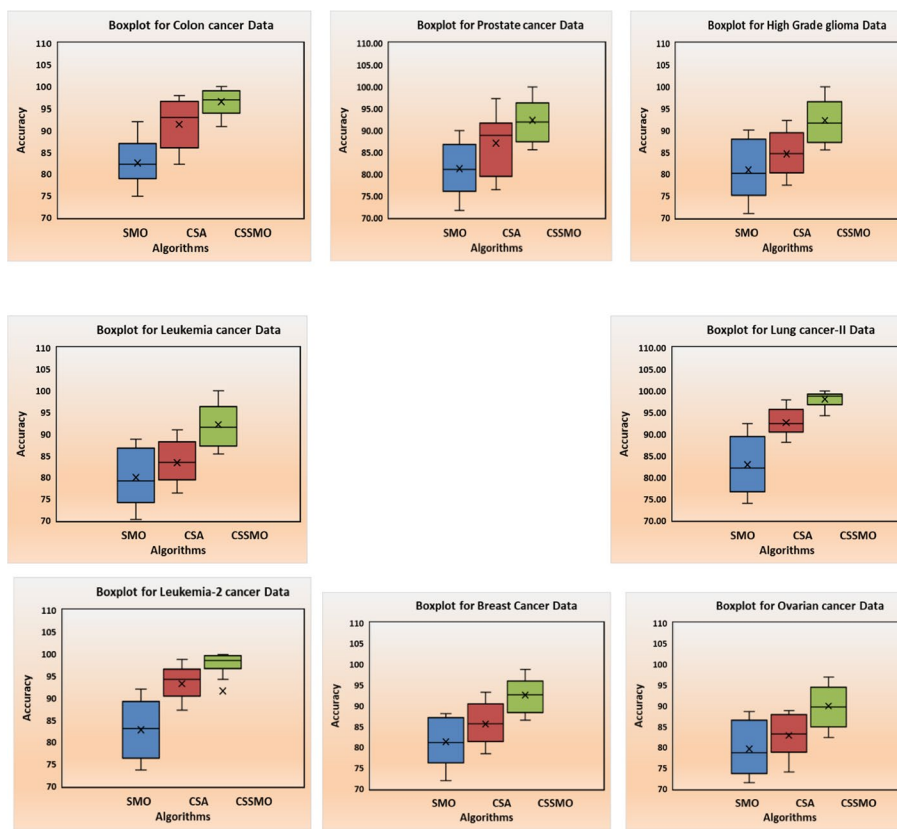 Boxplot for Colon cancer Data
110
105
100
95
90
85
80
75
70
Accuracy
SMO CSA CSSMO
Algorithms
Boxplot for Prostate cancer Data
110.00
105.00
100.00
95.00
90.00
85.00
80.00
75.00
70.00
Accuracy
SMO CSA CSSMO
Algorithms
Boxplot for High Grade glioma Data
110
105
100
95
90
85
80
75
70
Accuracy
SMO CSA CSSMO
Algorithms
Boxplot for Leukemia cancer Data
110
105
100
95
90
85
80
75
70
Accuracy
SMO CSA CSSMO
Algorithms
Boxplot for Lung cancer-II Data
110.00
105.00
100.00
95.00
90.00
85.00
80.00
75.00
70.00
Accuracy
SMO CSA CSSMO
Algorithms
Boxplot for Leukemia-2 cancer Data
110
105
100
95
90
85
80
75
70
Accuracy
SMO CSA CSSMO
Algorithms
Boxplot for Breast Cancer Data
110
105
100
95
90
85
80
75
70
Accuracy
SMO CSA CSSMO
Algorithms
Boxplot for Ovarian cancer Data
110
105
100
95
90
85
80
75
70
Accuracy
SMO CSA CSSMO
Algorithms